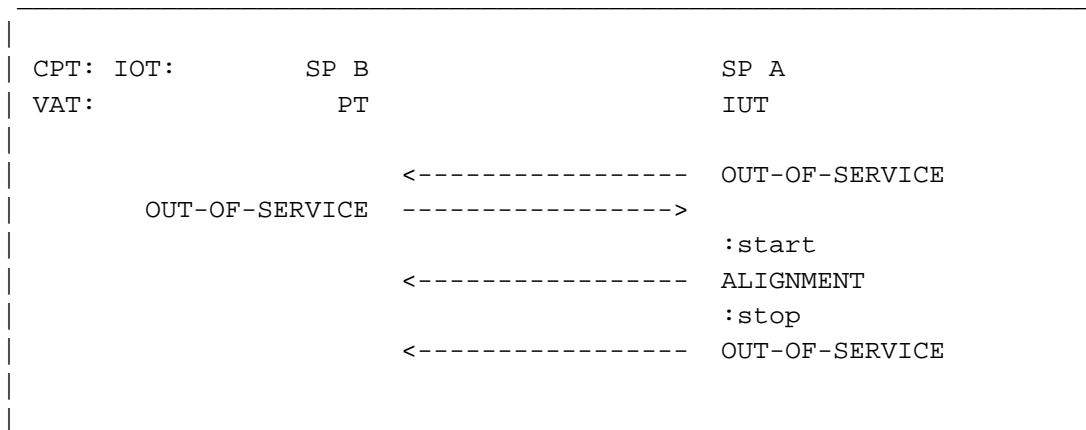 CPT: IOT: SP B SP A
VAT: PT IUT
<----------------- OUT-OF-SERVICE
OUT-OF-SERVICE ----------------->
:start
<----------------- ALIGNMENT
:stop
<----------------- OUT-OF-SERVICE